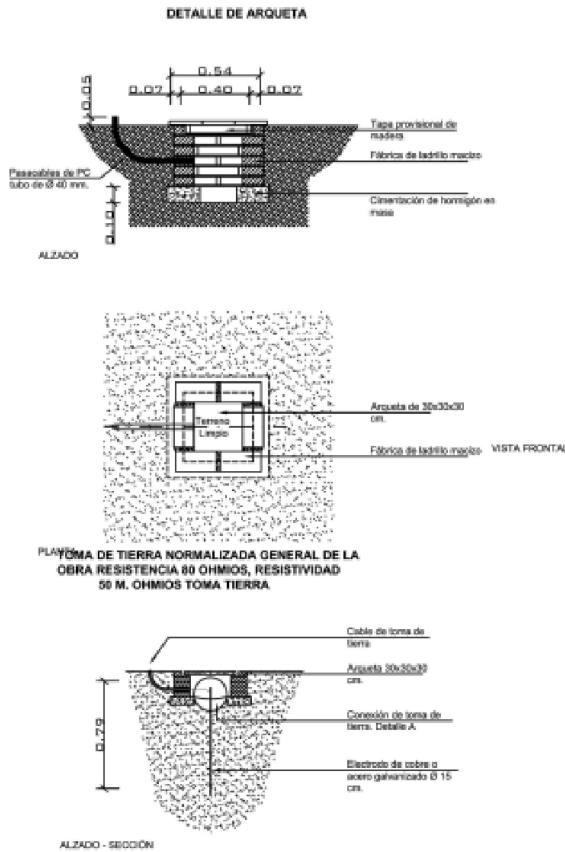 DETALLE DE ARQUETA
0.54
0.07
0.40
0.07
0.05
Tapa provisional de
madera
Fábrica de ladrillo macizo
Pasacables de PC
tubo de Ø 40 mm.
Cimentación de hormigón en
masa
0.10
ALZADO
Arqueta de 30x30x30
cm.
Terreno
Limpio
Fábrica de ladrillo macizo
VISTA FRONTAL
PLANTA
TOMA DE TIERRA NORMALIZADA GENERAL DE LA
OBRA RESISTENCIA 80 OHMIOS, RESISTIVIDAD
50 M. OHMIOS TOMA TIERRA
Cable de toma de
tierra
Arqueta 30x30x30
cm.
0.79
Conexión de toma de
tierra. Detalle A
Electrodo de cobre o
acero galvanizado Ø 15
cm.
ALZADO - SECCIÓN